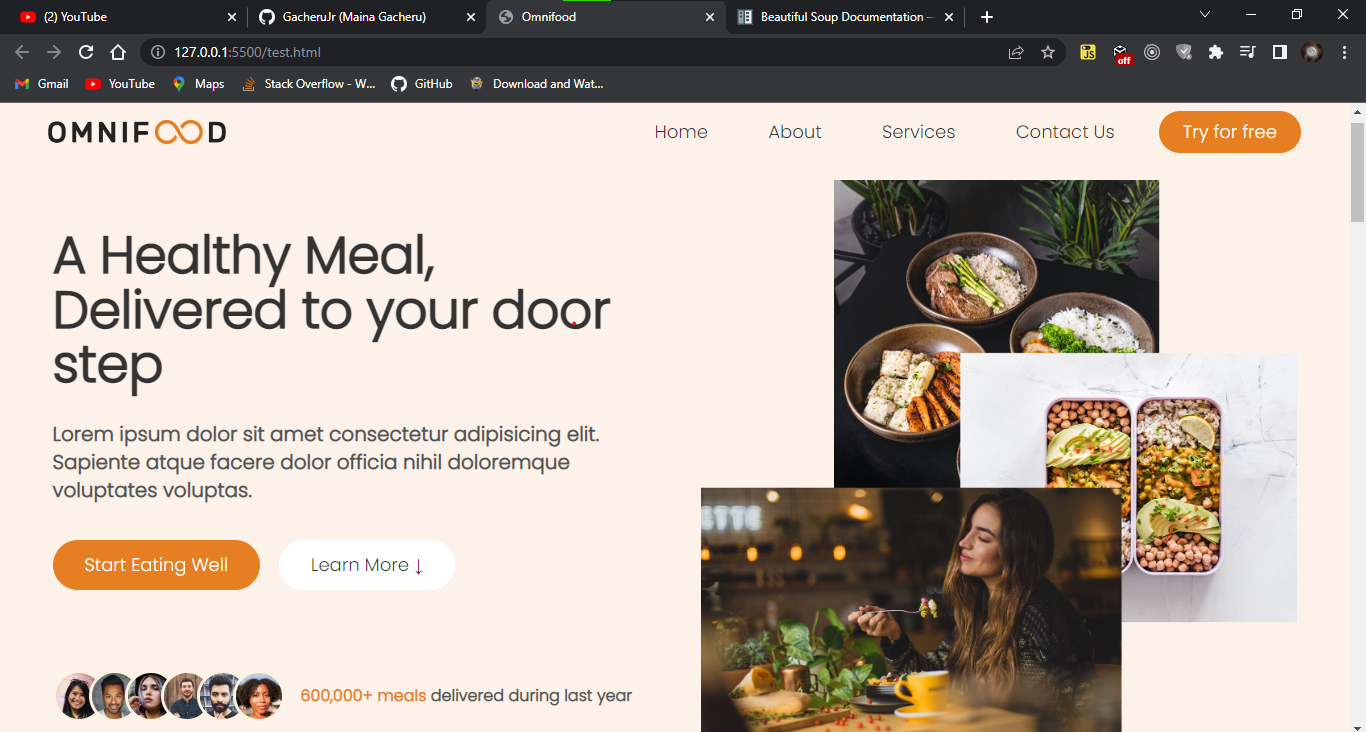 (2) YouTube
GacheruJr (Maina Gacheru)
Omnifood
Beautiful Soup Documentation —
127.0.0.1:5500/test.html
JS
off
Gmail
YouTube
Maps
Stack Overflow - W...
GitHub
Download and Wat...
OMNIFOOD
Home
About
Services
Contact Us
Try for free
A Healthy Meal,
Delivered to your door
step
Lorem ipsum dolor sit amet consectetur adipisicing elit.
Sapiente atque facere dolor officia nihil doloremque
voluptates voluptas.
Start Eating Well
Learn More ↓
600,000+ meals delivered during last year